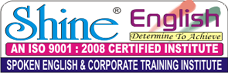 Shine English
Determine To Achieve
AN ISO 9001 : 2008 CERTIFIED INSTITUTE
SPOKEN ENGLISH & CORPORATE TRAINING INSTITUTE